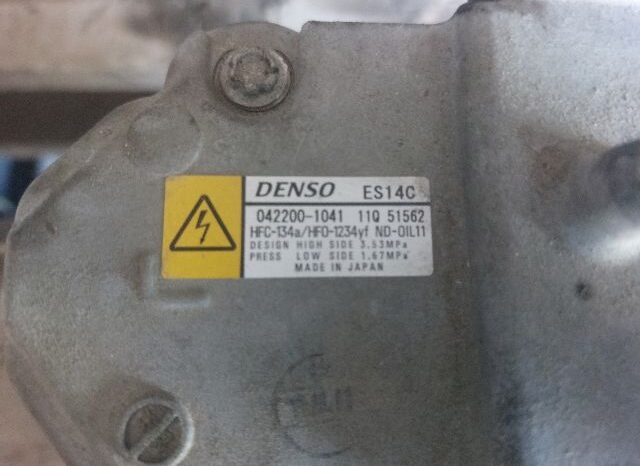 DENSO ES14C
042200-1041 11Q 51562
HFC-134a/HFO-1234yf ND-OIL11
DESIGN HIGH SIDE 3.53MPa
PRESS LOW SIDE 1.67MPa
MADE IN JAPAN